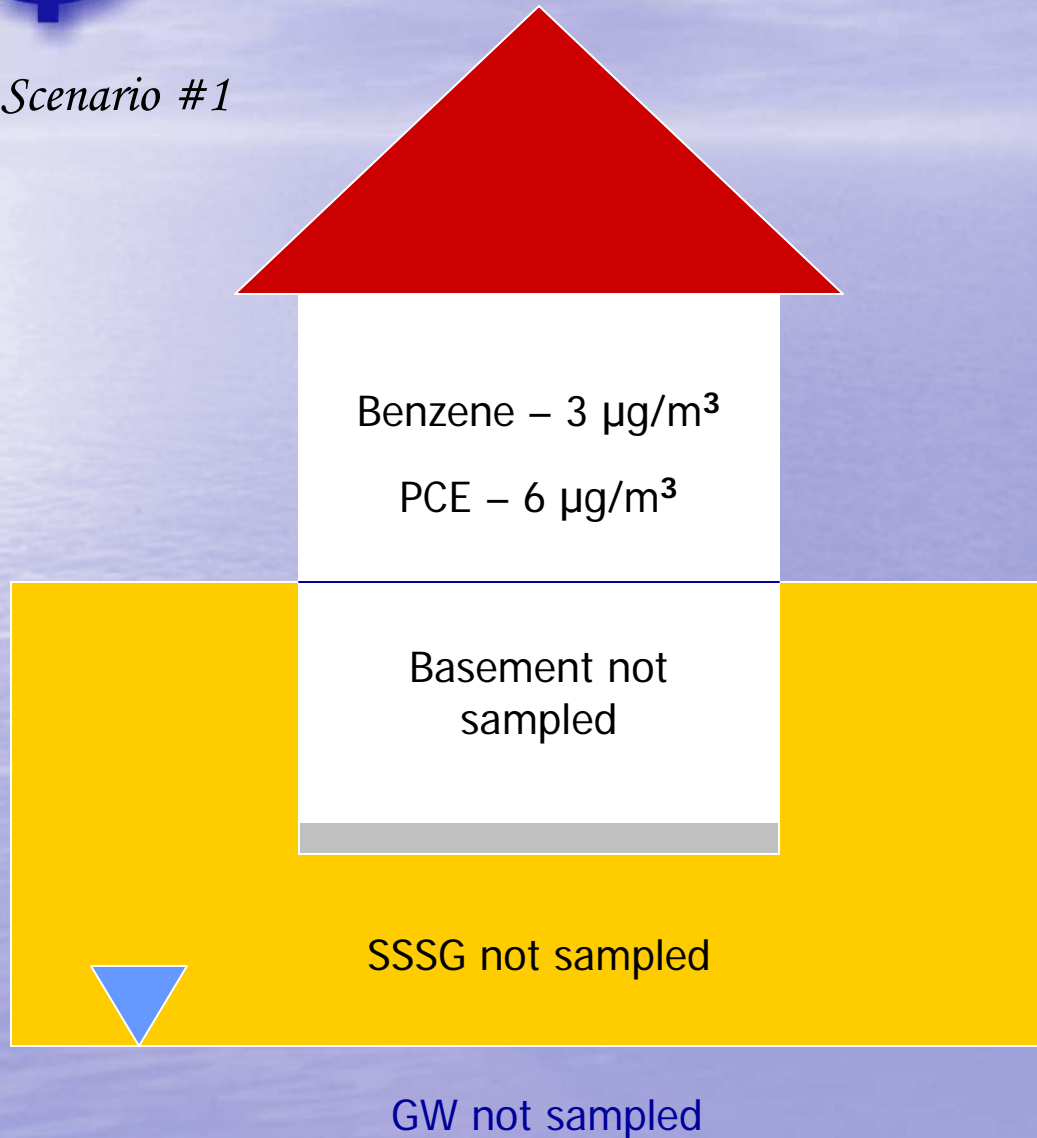 Scenario #1
Benzene – 3 µg/m³
PCE – 6 µg/m³
Basement not
sampled
SSSG not sampled
GW not sampled